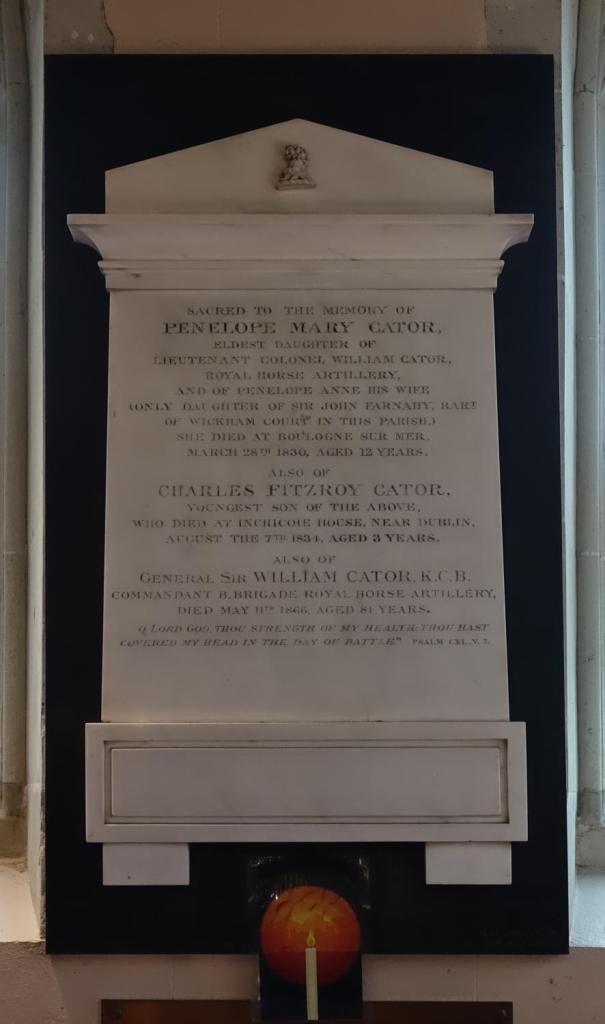 SACRED TO THE MEMORY OF
PENELOPE MARY CATOR,
ELDEST DAUGHTER OF
LIEUTENANT COLONEL WILLIAM CATOR,
ROYAL HORSE ARTILLERY,
AND OF PENELOPE ANNE HIS WIFE
(ONLY DAUGHTER OF SIR JOHN FARNABY, BART
OF WICKHAM COURT IN THIS PARISH,)
SHE DIED AT BOULOGNE SUR MER,
MARCH 28TH 1830, AGED 12 YEARS.
ALSO OF
CHARLES FITZROY CATOR,
YOUNGEST SON OF THE ABOVE,
WHO DIED AT INCHICOIE HOUSE, NEAR DUBLIN,
AUGUST THE 7TH 1834, AGED 3 YEARS.
ALSO OF
GENERAL SIR WILLIAM CATOR, K.C.B.
COMMANDANT B. BRIGADE ROYAL HORSE ARTILLERY,
DIED MAY 11TH 1866, AGED 81 YEARS.
"O LORD GOD, THOU STRENGTH OF MY HEALTH: THOU HAST
COVERED MY HEAD IN THE DAY OF BATTLE." PSALM CXL. V. 7.